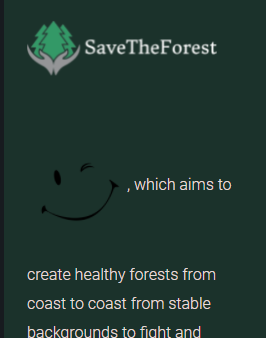 SaveTheForest
, which aims to
create healthy forests from
coast to coast from stable
backgrounds to fight and